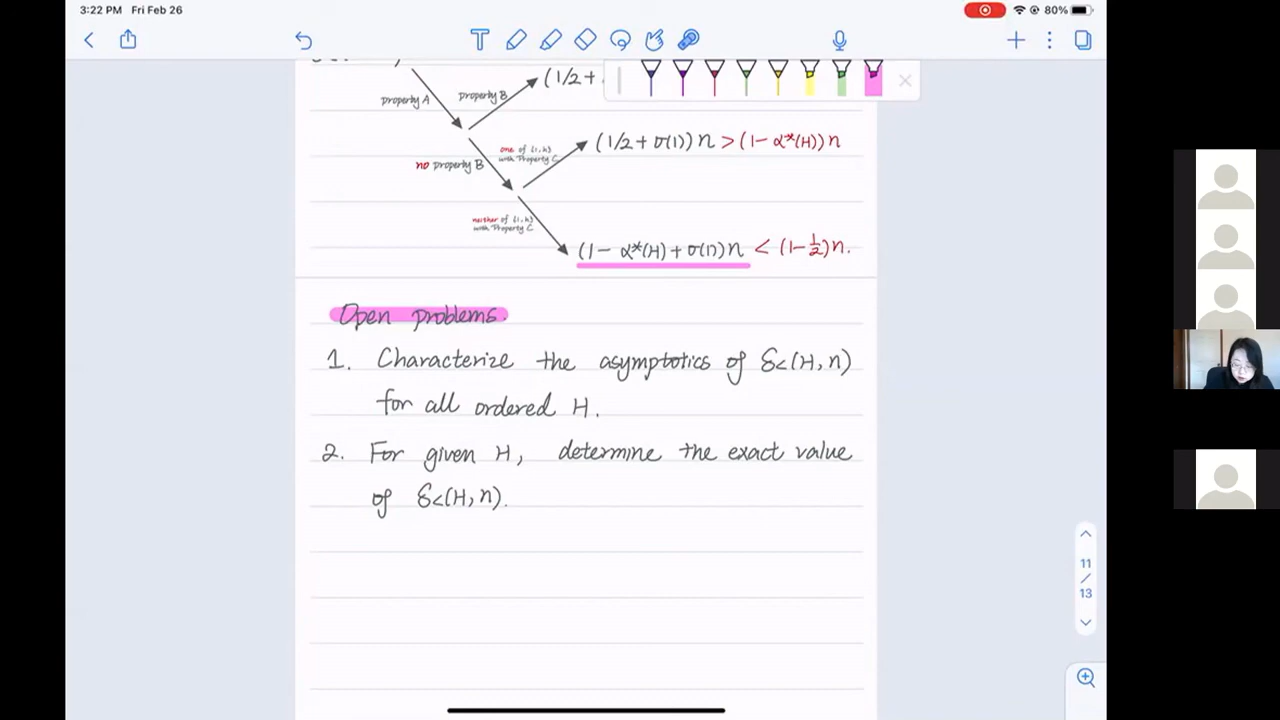 3:22 PM Fri Feb 26
80%
property A
property B
(1/2 +
no property B
one of {1, h}
with Property C
(1/2 + σ(1)) n > (1 - α*(H)) n
neither of {1, h}
with Property C
(1 - α*(H) + σ(1)) n < (1 - 1/2) n.
Open problems.
1. Characterize the asymptotics of δ<(H, n)
for all ordered H.
2. For given H, determine the exact value
of δ<(H, n).
11
/
13